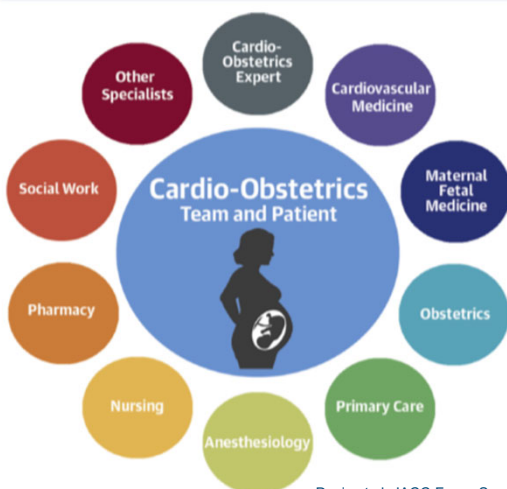 Cardio-
Obstetrics
Expert
Other
Specialists
Cardiovascular
Medicine
Social Work
Cardio-Obstetrics
Team and Patient
Maternal
Fetal
Medicine
Pharmacy
Obstetrics
Nursing
Primary Care
Anesthesiology